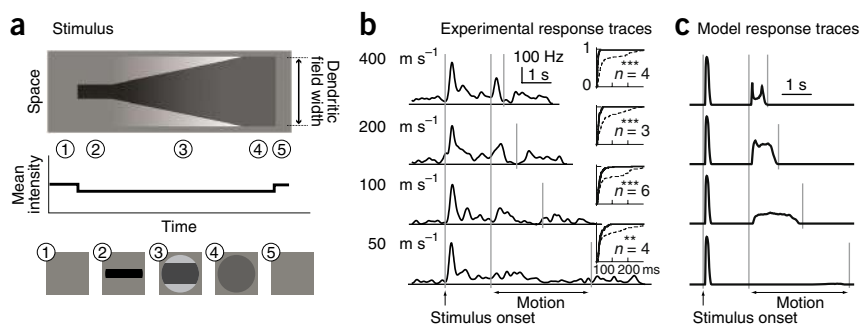 a
Stimulus
Space
Dendritic
field width
1 2 3 4 5
Mean
intensity
Time
1 2 3 4 5
b
Experimental response traces
400 m s⁻¹
100 Hz
1 s
1
0
***
n = 4
200 m s⁻¹
***
n = 3
100 m s⁻¹
***
n = 6
50 m s⁻¹
**
n = 4
100 200 ms
Motion
Stimulus onset
c
Model response traces
1 s
Motion
Stimulus onset